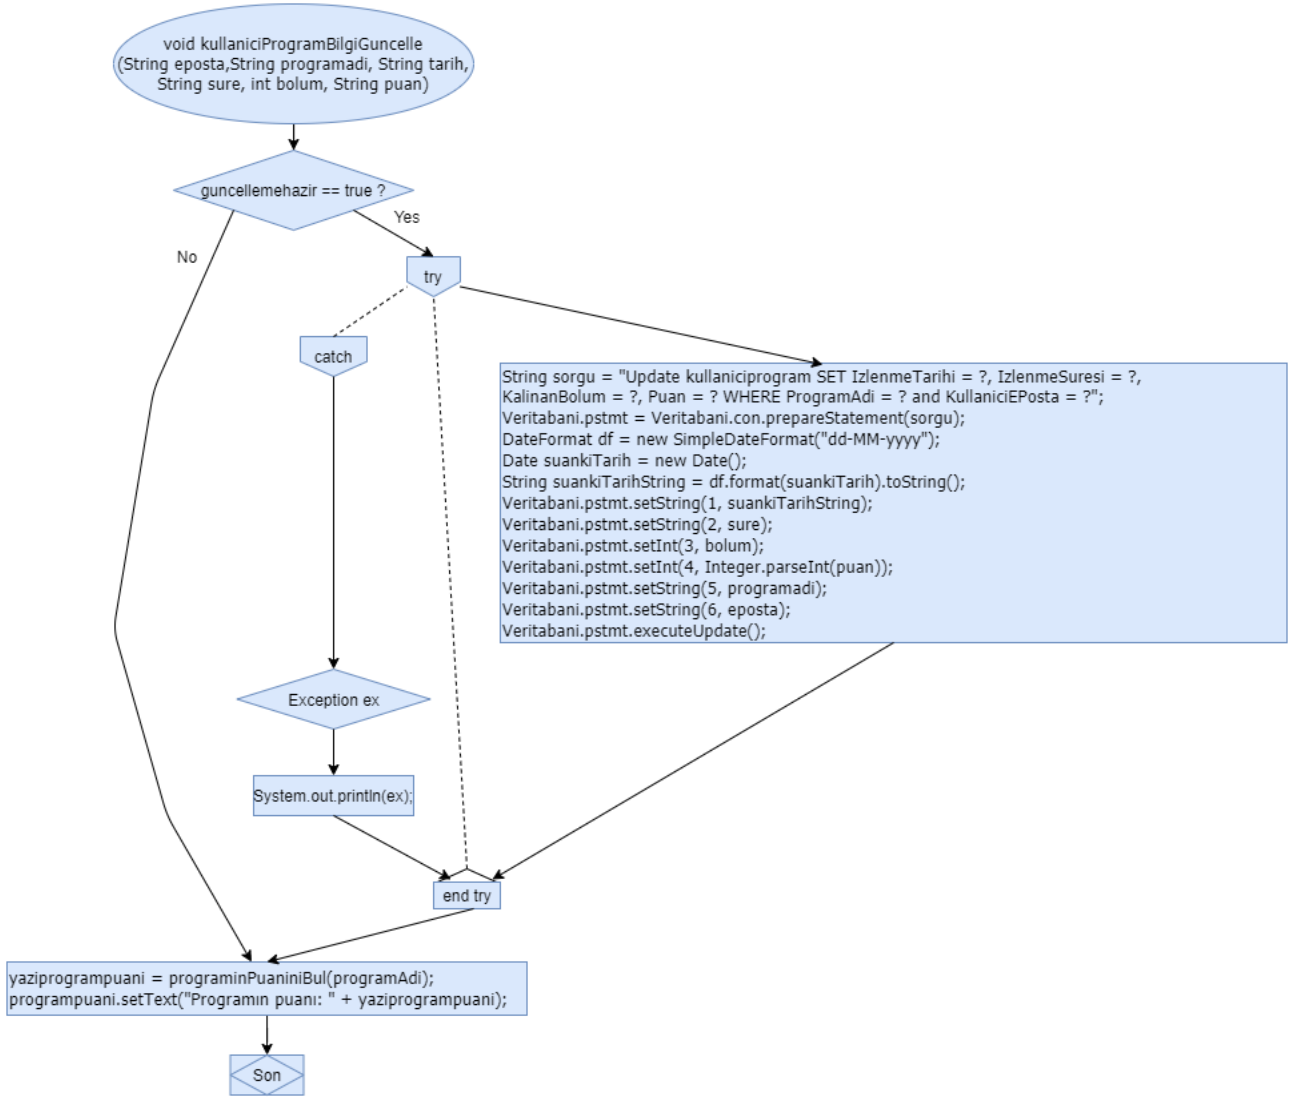 void kullaniciProgramBilgiGuncelle
(String eposta,String programadi, String tarih,
String sure, int bolum, String puan)
guncellemehazir == true ?
Yes
No
try
catch
String sorgu = "Update kullaniciprogram SET IzlenmeTarihi = ?, IzlenmeSuresi = ?,
KalinanBolum = ?, Puan = ? WHERE ProgramAdi = ? and KullaniciEPosta = ?";
Veritabani.pstmt = Veritabani.con.prepareStatement(sorgu);
DateFormat df = new SimpleDateFormat("dd-MM-yyyy");
Date suankiTarih = new Date();
String suankiTarihString = df.format(suankiTarih).toString();
Veritabani.pstmt.setString(1, suankiTarihString);
Veritabani.pstmt.setString(2, sure);
Veritabani.pstmt.setInt(3, bolum);
Veritabani.pstmt.setInt(4, Integer.parseInt(puan));
Veritabani.pstmt.setString(5, programadi);
Veritabani.pstmt.setString(6, eposta);
Veritabani.pstmt.executeUpdate();
Exception ex
System.out.println(ex);
end try
yaziprogrampuani = programinPuaniniBul(programAdi);
programpuani.setText("Programın puanı: " + yaziprogrampuani);
Son